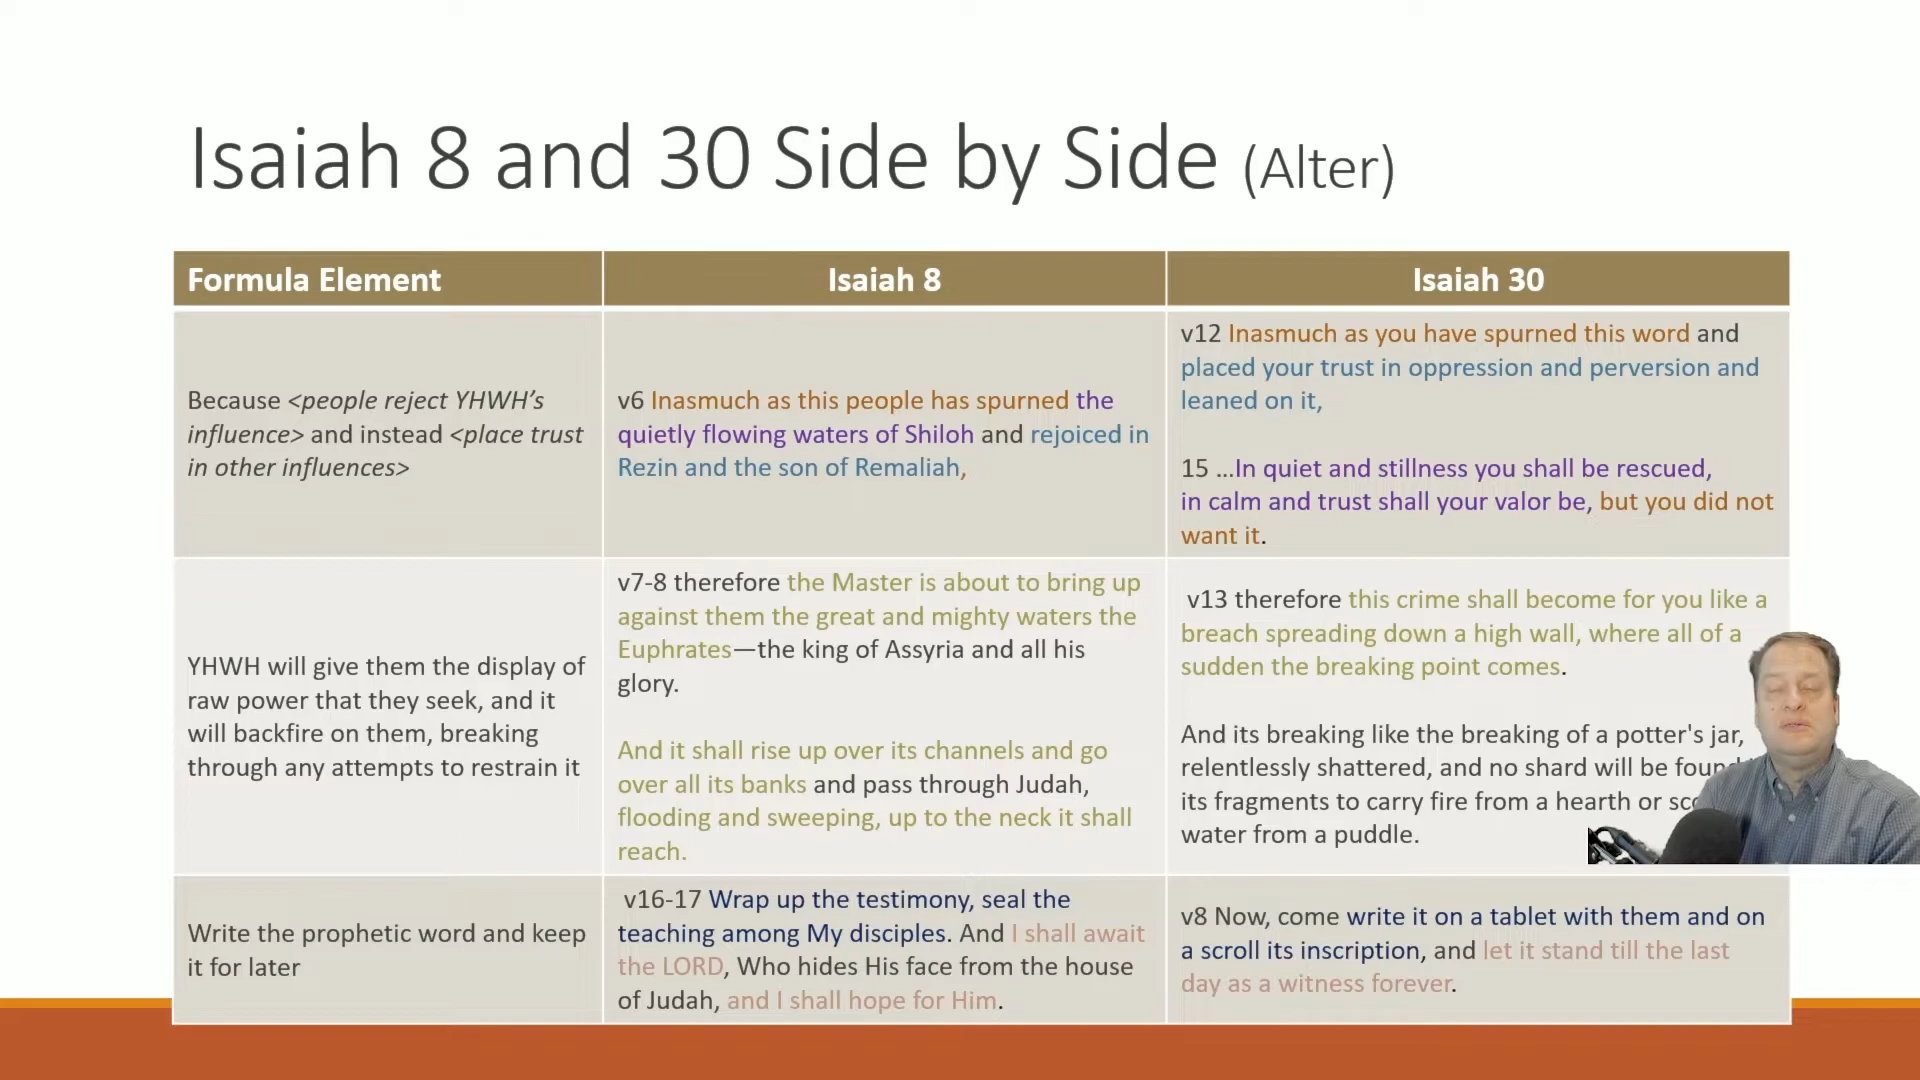 Isaiah 8 and 30 Side by Side (Alter)
Formula Element
Isaiah 8
Isaiah 30
Because <people reject YHWH's
influence> and instead <place trust
in other influences>
v6 Inasmuch as this people has spurned the
quietly flowing waters of Shiloh and rejoiced in
Rezin and the son of Remaliah,
v12 Inasmuch as you have spurned this word and
placed your trust in oppression and perversion and
leaned on it,
15 ...In quiet and stillness you shall be rescued,
in calm and trust shall your valor be, but you did not
want it.
YHWH will give them the display of
raw power that they seek, and it
will backfire on them, breaking
through any attempts to restrain it
v7-8 therefore the Master is about to bring up
against them the great and mighty waters the
Euphrates—the king of Assyria and all his
glory.
And it shall rise up over its channels and go
over all its banks and pass through Judah,
flooding and sweeping, up to the neck it shall
reach.
v13 therefore this crime shall become for you like a
breach spreading down a high wall, where all of a
sudden the breaking point comes.
And its breaking like the breaking of a potter's jar,
relentlessly shattered, and no shard will be
its fragments to carry fire from a hearth or
water from a puddle.
Write the prophetic word and keep
it for later
v16-17 Wrap up the testimony, seal the
teaching among My disciples. And I shall await
the LORD, Who hides His face from the house
of Judah, and I shall hope for Him.
v8 Now, come write it on a tablet with them and on
a scroll its inscription, and let it stand till the last
day as a witness forever.